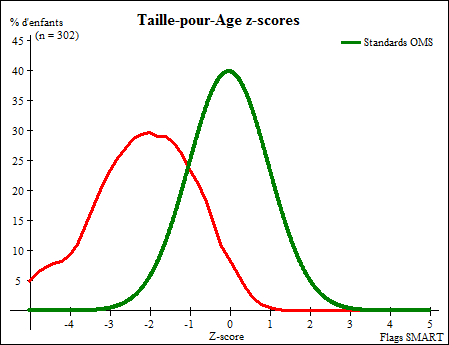 Taille-pour-Age z-scores
% d'enfants
(n = 302)
Standards OMS
45
40
35
30
25
20
15
10
5
-4 -3 -2 -1 0 1 2 3 4 5
Z-score
Flags SMART